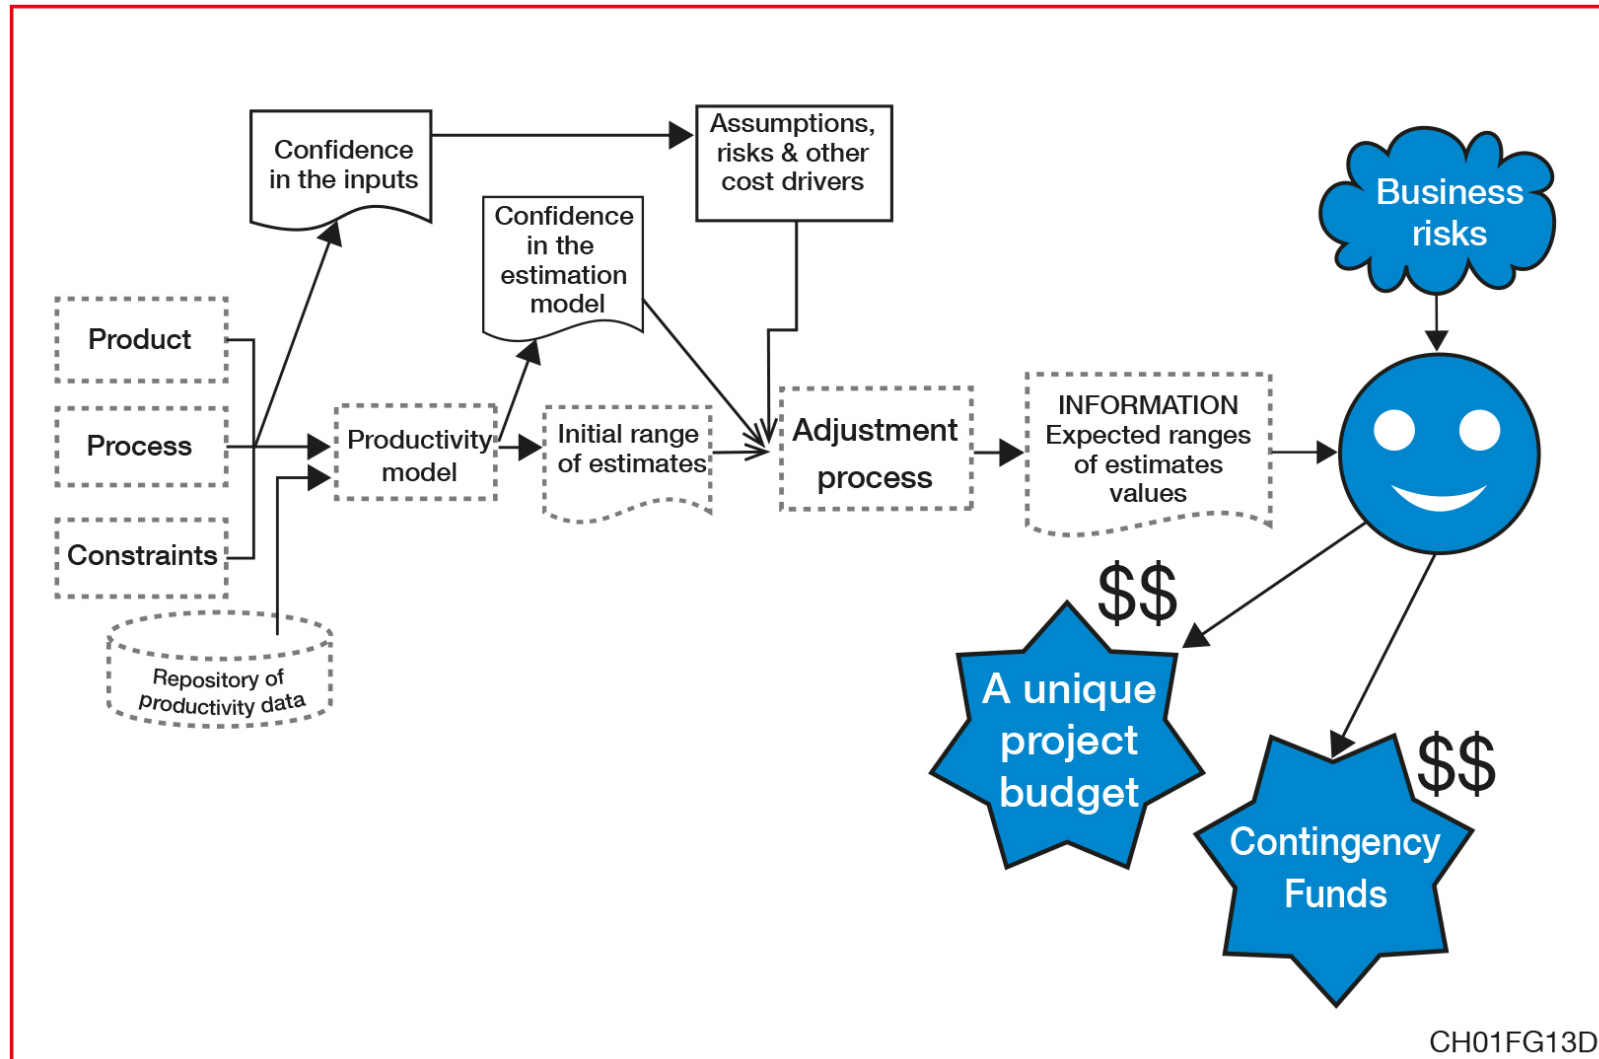 Confidence
in the inputs
Assumptions,
risks & other
cost drivers
Confidence
in the
estimation
model
Business
risks
Product
Process
Constraints
Productivity
model
Initial range
of estimates
Adjustment
process
INFORMATION
Expected ranges
of estimates
values
Repository of
productivity data
$$
A unique
project
budget
$$
Contingency
Funds
CH01FG13D